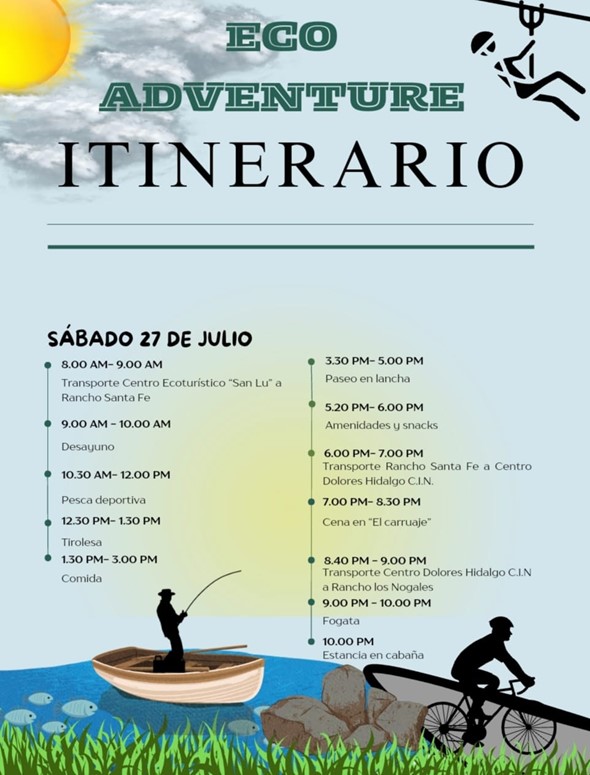 ECO
ADVENTURE
ITINERARIO
SÁBADO 27 DE JULIO
8.00 AM- 9.00 AM
Transporte Centro Ecoturístico "San Lu" a
Rancho Santa Fe
9.00 AM - 10.00 AM
Desayuno
10.30 AM- 12.00 PM
Pesca deportiva
12.30 PM- 1.30 PM
Tirolesa
1.30 PM- 3.00 PM
Comida
3.30 PM- 5.00 PM
Paseo en lancha
5.20 PM- 6.00 PM
Amenidades y snacks
6.00 PM- 7.00 PM
Transporte Rancho Santa Fe a Centro
Dolores Hidalgo C.I.N.
7.00 PM- 8.30 PM
Cena en "El carruaje"
8.40 PM - 9.00 PM
Transporte Centro Dolores Hidalgo C.I.N
a Rancho los Nogales
9.00 PM - 10.00 PM
Fogata
10.00 PM
Estancia en cabaña